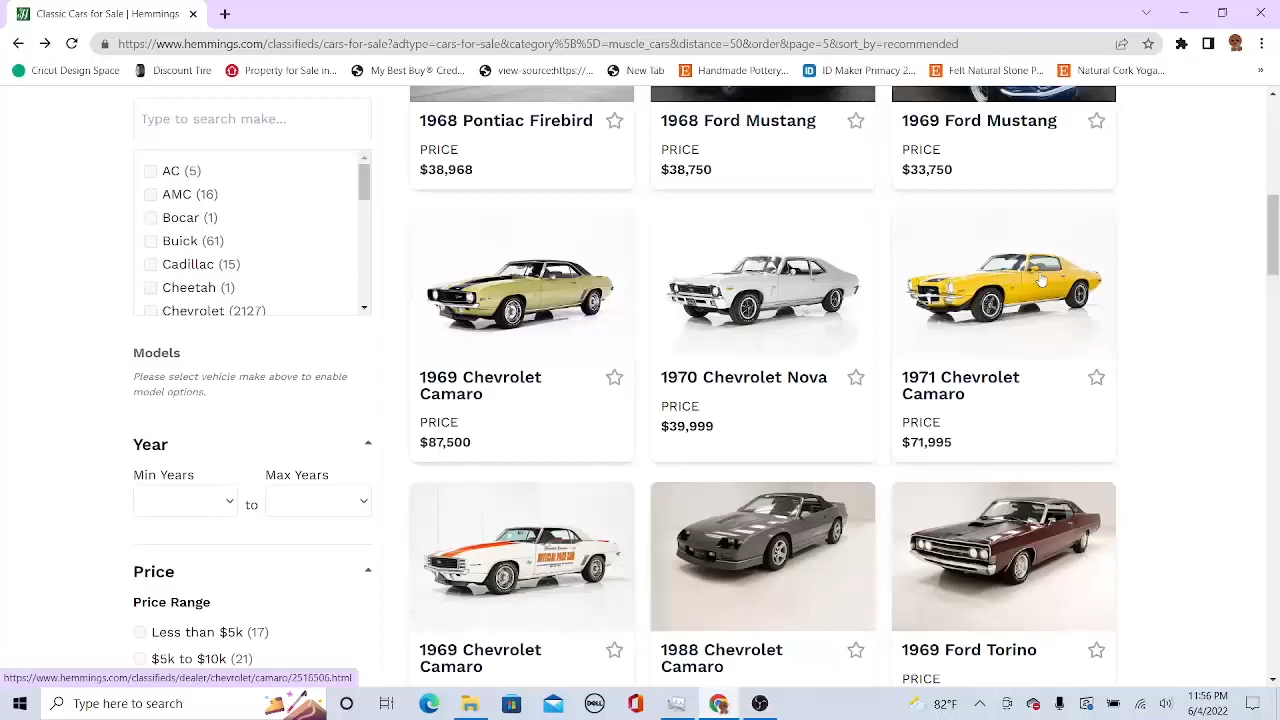 Classic Cars for Sale | Hemmings
https://www.hemmings.com/classifieds/cars-for-sale?adtype=cars-for-sale&category%5B%5D=muscle_cars&distance=50&order&page=5&sort_by=recommended
Cricut Design Space
Discount Tire
Property for Sale in...
My Best Buy® Cred...
view-source:https://...
New Tab
Handmade Pottery...
ID Maker Primacy 2...
Felt Natural Stone P...
Natural Cork Yoga...
»
Type to search make...
AC (5)
AMC (16)
Bocar (1)
Buick (61)
Cadillac (15)
Cheetah (1)
Chevrolet (2127)
Models
Please select vehicle make above to enable
model options.
Year
Min Years
Max Years
to
Price
Price Range
Less than $5k (17)
$5k to $10k (21)
1968 Pontiac Firebird
PRICE
$38,968
1968 Ford Mustang
PRICE
$38,750
1969 Ford Mustang
PRICE
$33,750
1969 Chevrolet
Camaro
PRICE
$87,500
1970 Chevrolet Nova
PRICE
$39,999
1971 Chevrolet
Camaro
PRICE
$71,995
OFFICIAL PACE CAR
1969 Chevrolet
Camaro
1988 Chevrolet
Camaro
1969 Ford Torino
PRICE
https://www.hemmings.com/classifieds/dealer/chevrolet/camaro/2516506.html
Type here to search
DELL
82°F
11:56 PM
6/4/2022